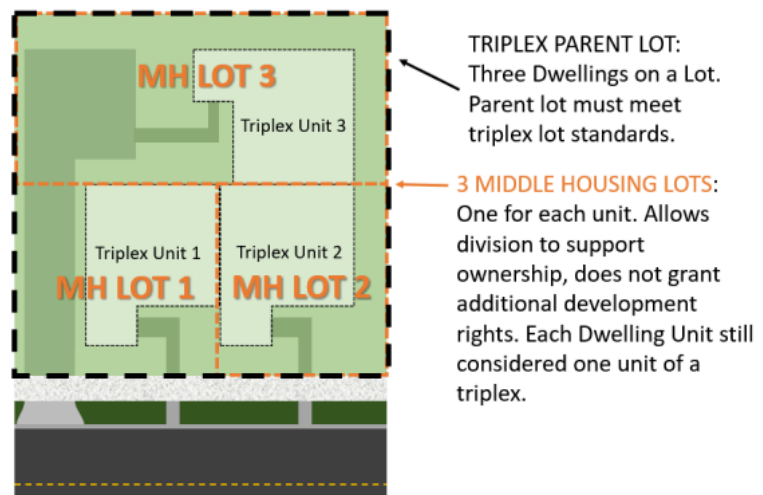 MH LOT 3
Triplex Unit 3
Triplex Unit 1
Triplex Unit 2
MH LOT 1
MH LOT 2
TRIPLEX PARENT LOT:
Three Dwellings on a Lot.
Parent lot must meet
triplex lot standards.
3 MIDDLE HOUSING LOTS:
One for each unit. Allows
division to support
ownership, does not grant
additional development
rights. Each Dwelling Unit still
considered one unit of a
triplex.